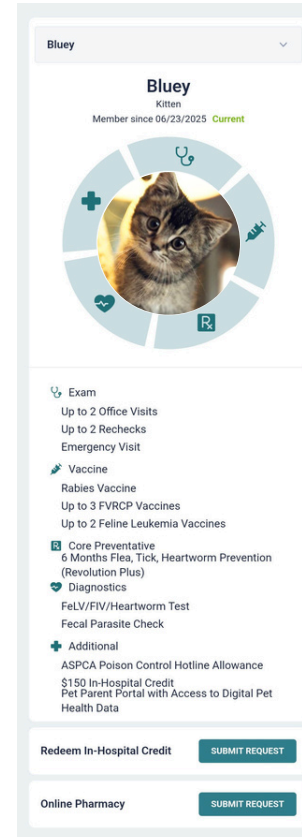 Bluey
Bluey
Kitten
Member since 06/23/2025 Current
Rx
Exam
Up to 2 Office Visits
Up to 2 Rechecks
Emergency Visit
Vaccine
Rabies Vaccine
Up to 3 FVRCP Vaccines
Up to 2 Feline Leukemia Vaccines
Rx Core Preventative
6 Months Flea, Tick, Heartworm Prevention
(Revolution Plus)
Diagnostics
FeLV/FIV/Heartworm Test
Fecal Parasite Check
Additional
ASPCA Poison Control Hotline Allowance
$150 In-Hospital Credit
Pet Parent Portal with Access to Digital Pet
Health Data
Redeem In-Hospital Credit SUBMIT REQUEST
Online Pharmacy SUBMIT REQUEST